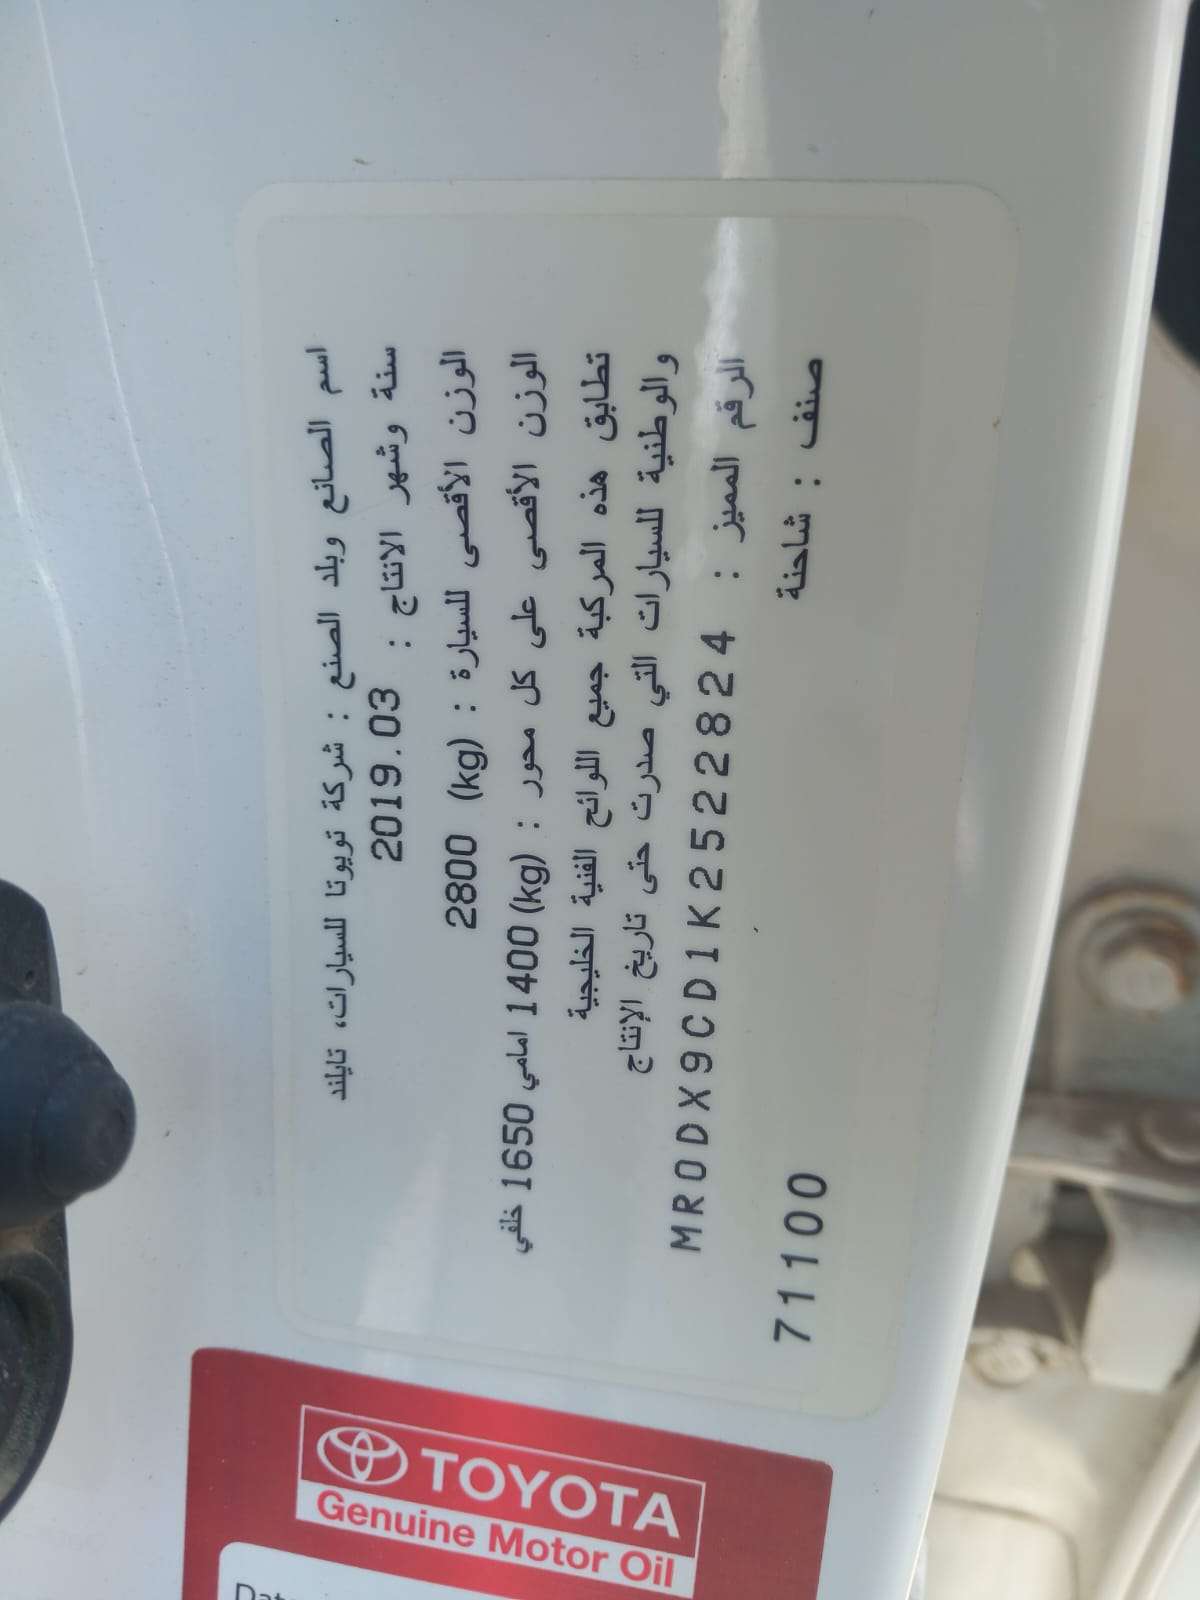 اسم الصانع وبلد الصنع : شركة تويوتا للسيارات، تايلند
سنة وشهر الانتاج : 2019.03
الوزن الأقصى للسيارة : (kg) 2800
الوزن الأقصى على كل محور : (kg) 1400 امامي 1650 خلفي
تطابق هذه المركبة جميع اللوائح الفنية الخليجية
والوطنية للسيارات التي صدرت حتى تاريخ الإنتاج
الرقم المميز : MR0DX9CD1K2522824
صنف : شاحنة
71100
TOYOTA
Genuine Motor Oil